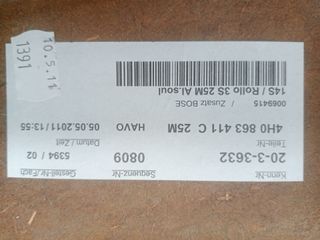 Kenn-Nr. Sequenz-Nr. Gestell-Nr./Fach
20-3-3632 0809 5394 / 02
Teile-Nr. Datum / Zeit
4H0 863 411 C 25M HAVO 05.05.2011/13:55
0069415 / Zusatz BOSE
14S / Rollo 3S 25M Al.soul
10.5.11
1391